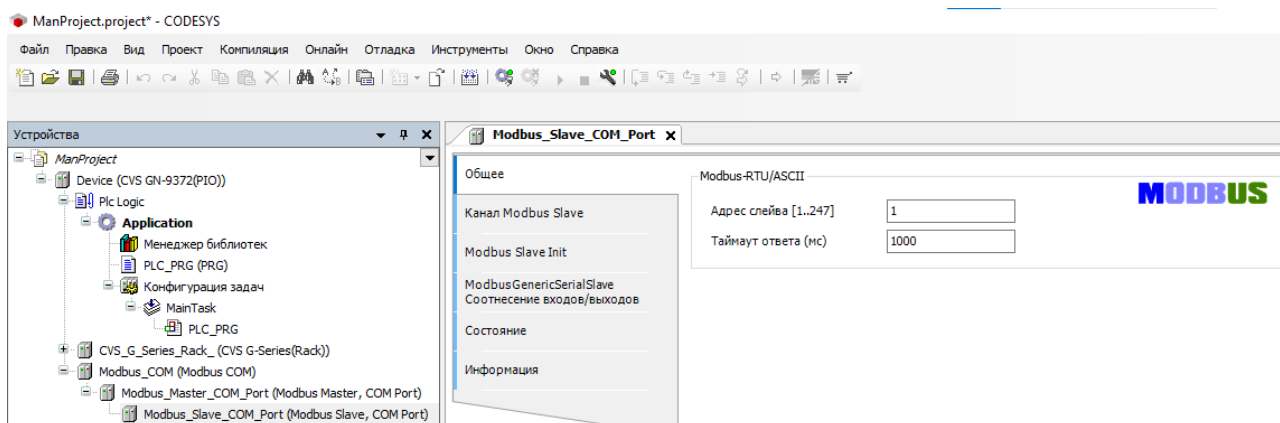 ManProject.project* - CODESYS
Файл Правка Вид Проект Компиляция Онлайн Отладка Инструменты Окно Справка
Устройства
ManProject
Device (CVS GN-9372(PIO))
Plc Logic
Application
Менеджер библиотек
PLC_PRG (PRG)
Конфигурация задач
MainTask
PLC_PRG
CVS_G_Series_Rack_ (CVS G-Series(Rack))
Modbus_COM (Modbus COM)
Modbus_Master_COM_Port (Modbus Master, COM Port)
Modbus_Slave_COM_Port (Modbus Slave, COM Port)
Modbus_Slave_COM_Port
Общее
Канал Modbus Slave
Modbus Slave Init
ModbusGenericSerialSlave
Соотнесение входов/выходов
Состояние
Информация
Modbus-RTU/ASCII
MODBUS
Адрес слейва [1..247] 1
Таймаут ответа (мс) 1000